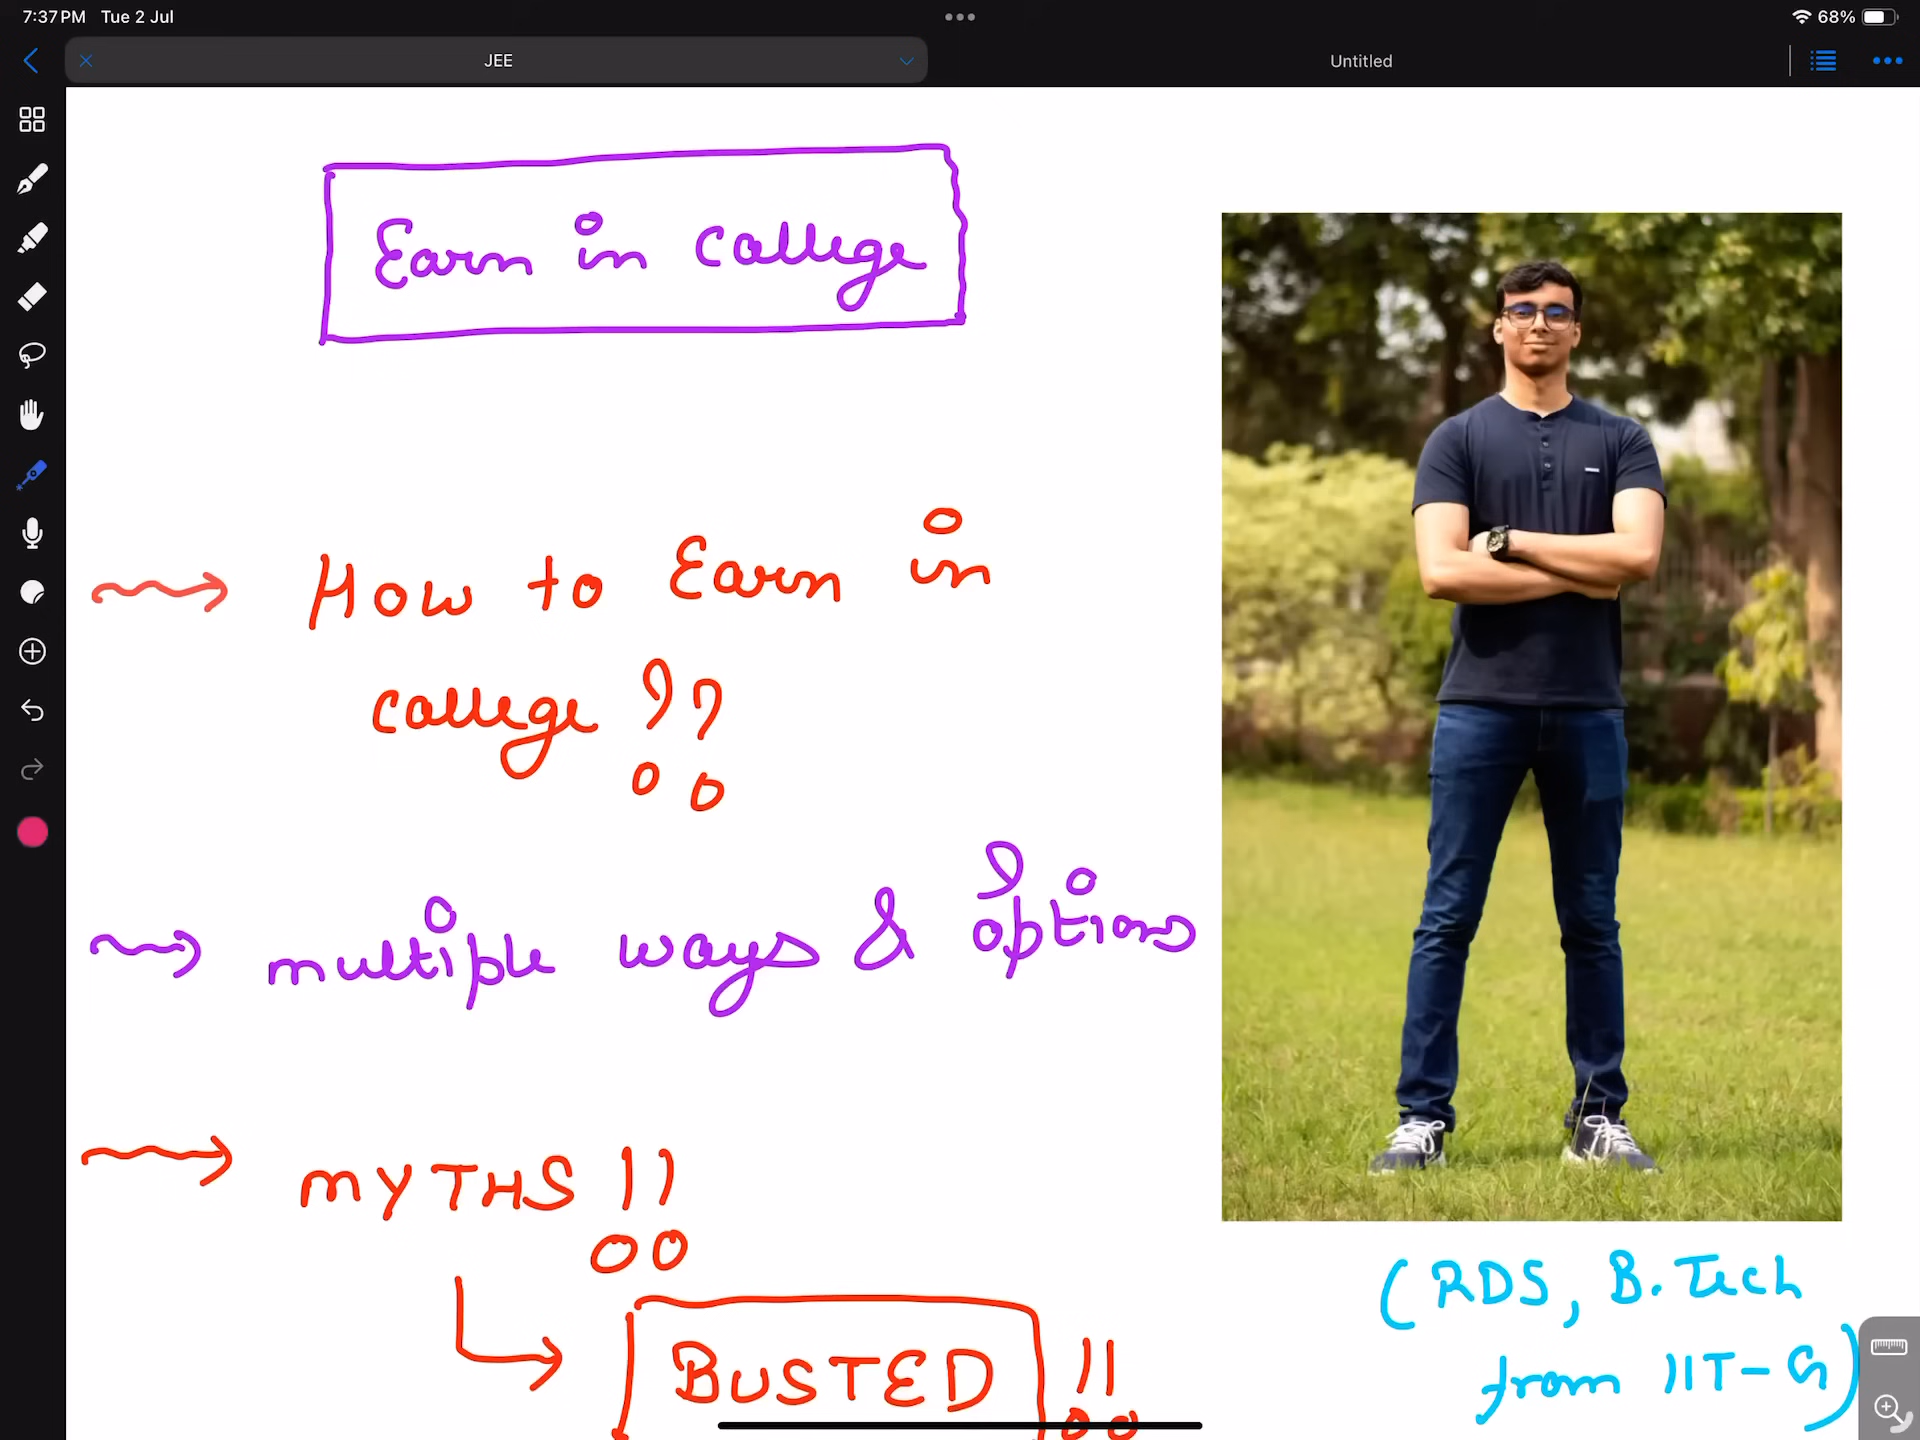 7:37 PM Tue 2 Jul
68%
JEE
Untitled
Earn in college
How to Earn in
college ??
multiple ways & options
MYTHS !!
BUSTED !!
(RDS, B.Tech
from IIT-G)